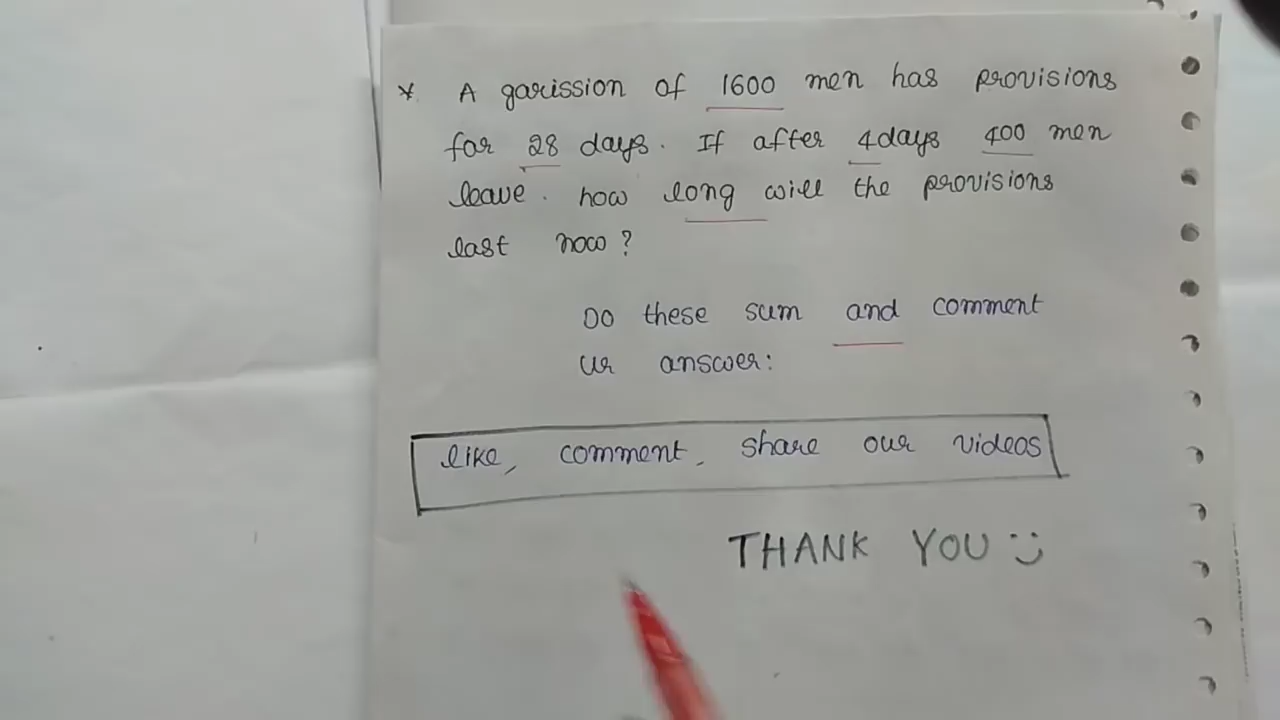 * A garission of 1600 men has provisions
for 28 days. If after 4days 400 men
leave. how long will the provisions
last now?
Do these sum and comment
ur answer:
like, comment, share our videos
THANK YOU